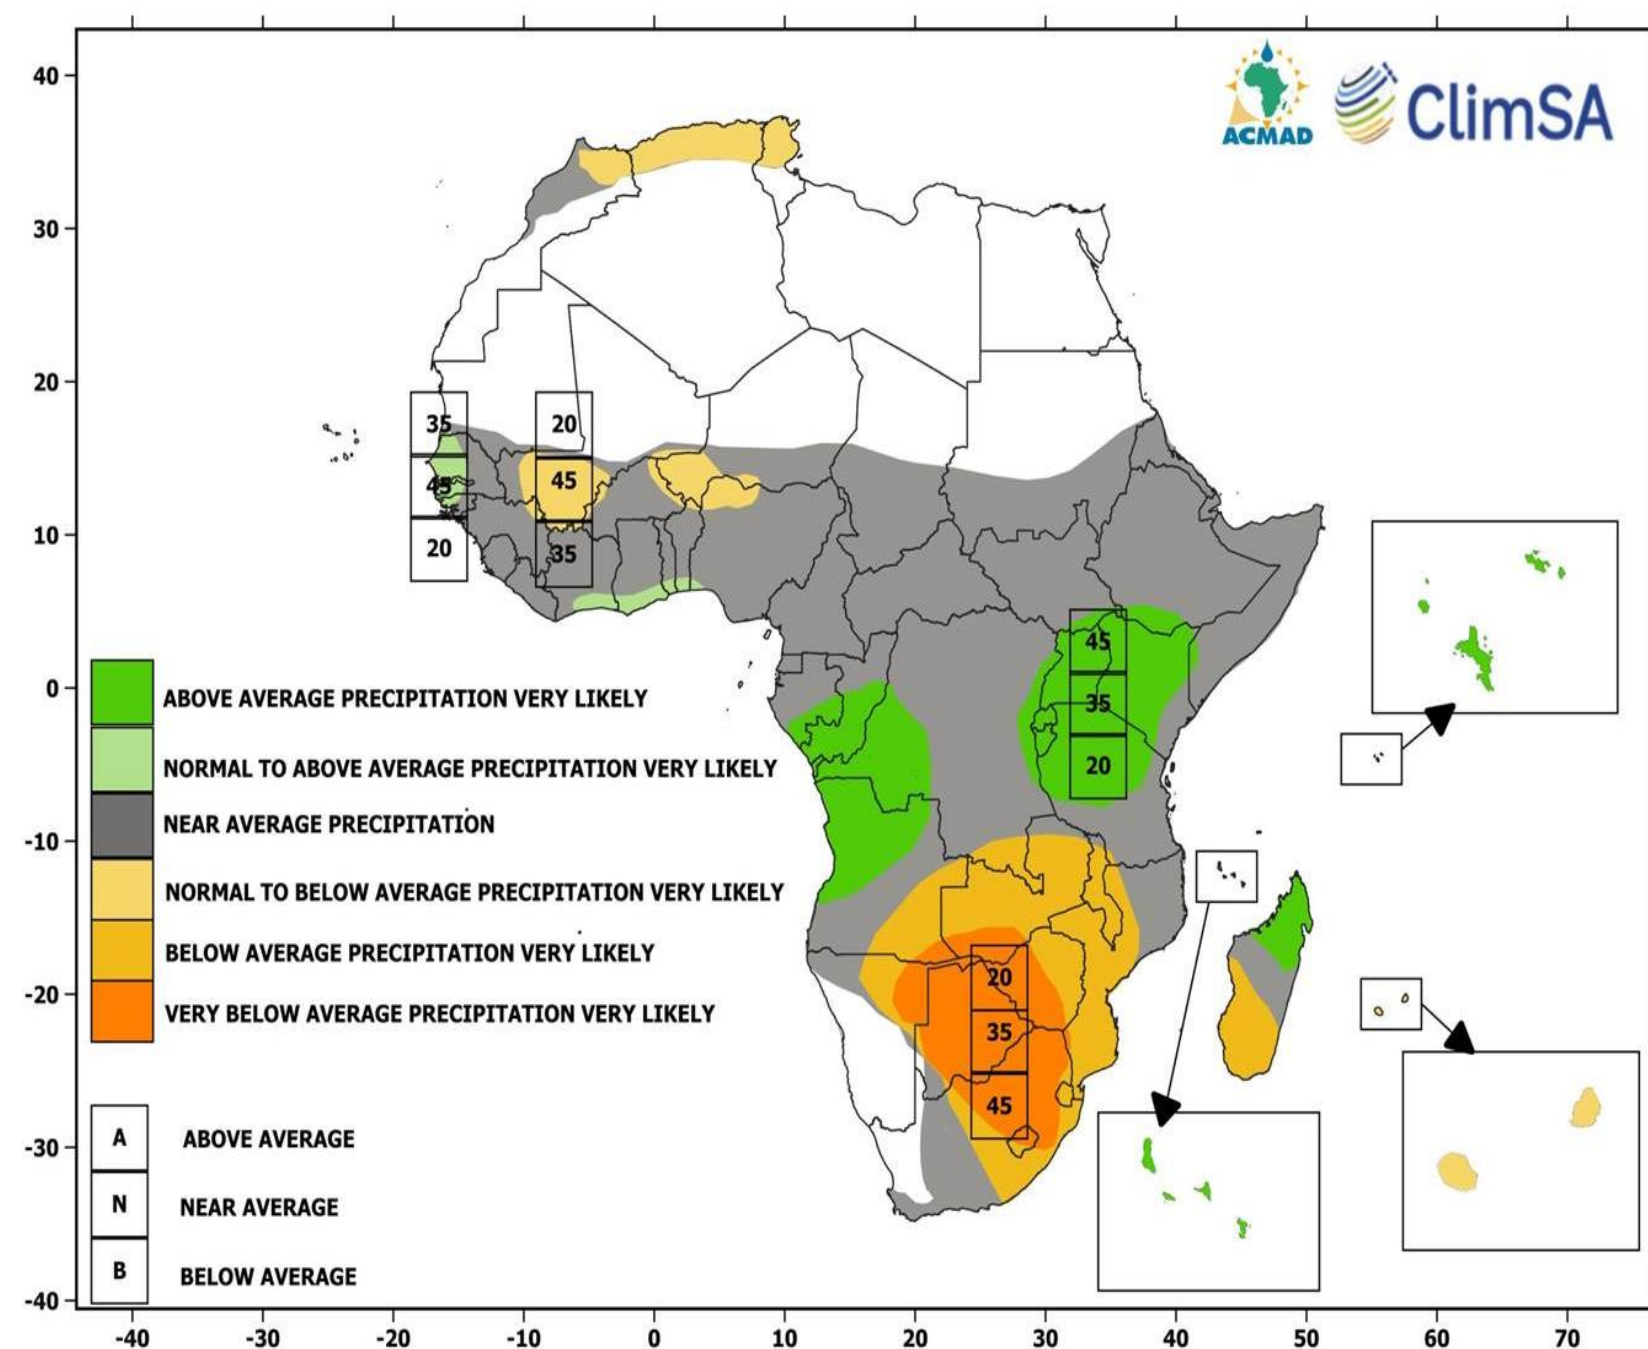 40
30
20
10
0
-10
-20
-30
-40
ACMAD
ClimSA
35
45
20
20
45
35
45
35
20
20
35
45
ABOVE AVERAGE PRECIPITATION VERY LIKELY
NORMAL TO ABOVE AVERAGE PRECIPITATION VERY LIKELY
NEAR AVERAGE PRECIPITATION
NORMAL TO BELOW AVERAGE PRECIPITATION VERY LIKELY
BELOW AVERAGE PRECIPITATION VERY LIKELY
VERY BELOW AVERAGE PRECIPITATION VERY LIKELY
A ABOVE AVERAGE
N NEAR AVERAGE
B BELOW AVERAGE
-40 -30 -20 -10 0 10 20 30 40 50 60 70